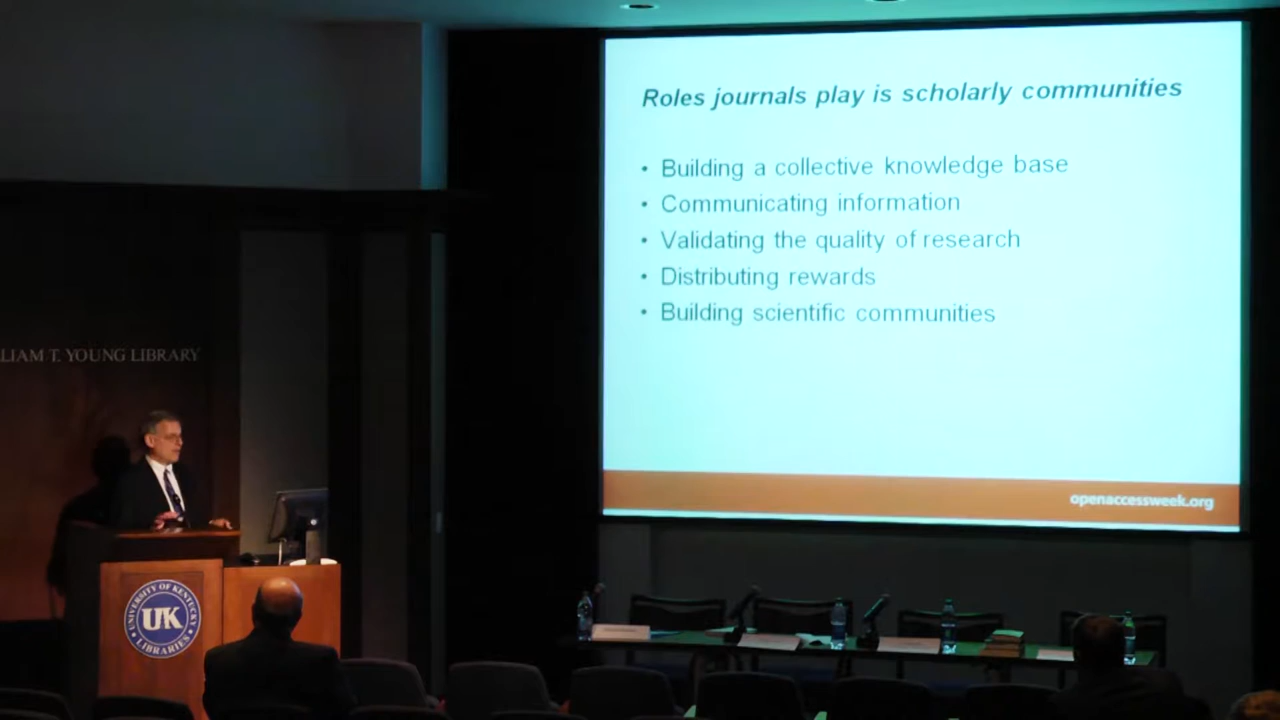 Roles journals play is scholarly communities
• Building a collective knowledge base
• Communicating information
• Validating the quality of research
• Distributing rewards
• Building scientific communities
openaccessweek.org
LIAM T. YOUNG LIBRARY
UNIVERSITY OF KENTUCKY
UK
LIBRARIES